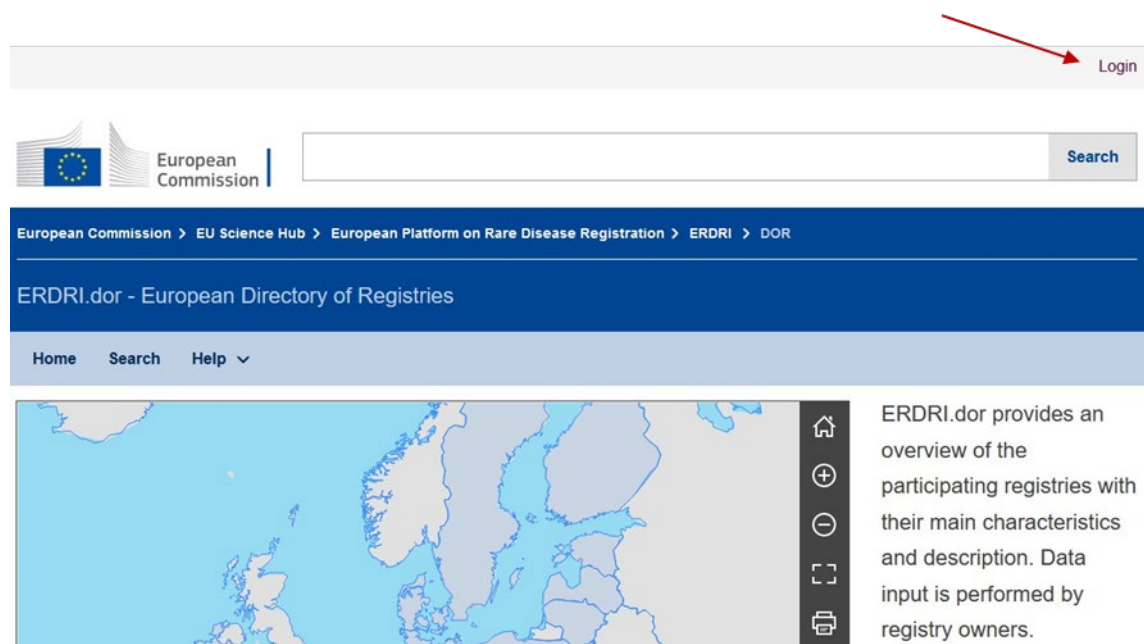 Login
European
Commission
Search
European Commission > EU Science Hub > European Platform on Rare Disease Registration > ERDRI > DOR
ERDRI.dor - European Directory of Registries
Home Search Help
ERDRI.dor provides an
overview of the
participating registries with
their main characteristics
and description. Data
input is performed by
registry owners.